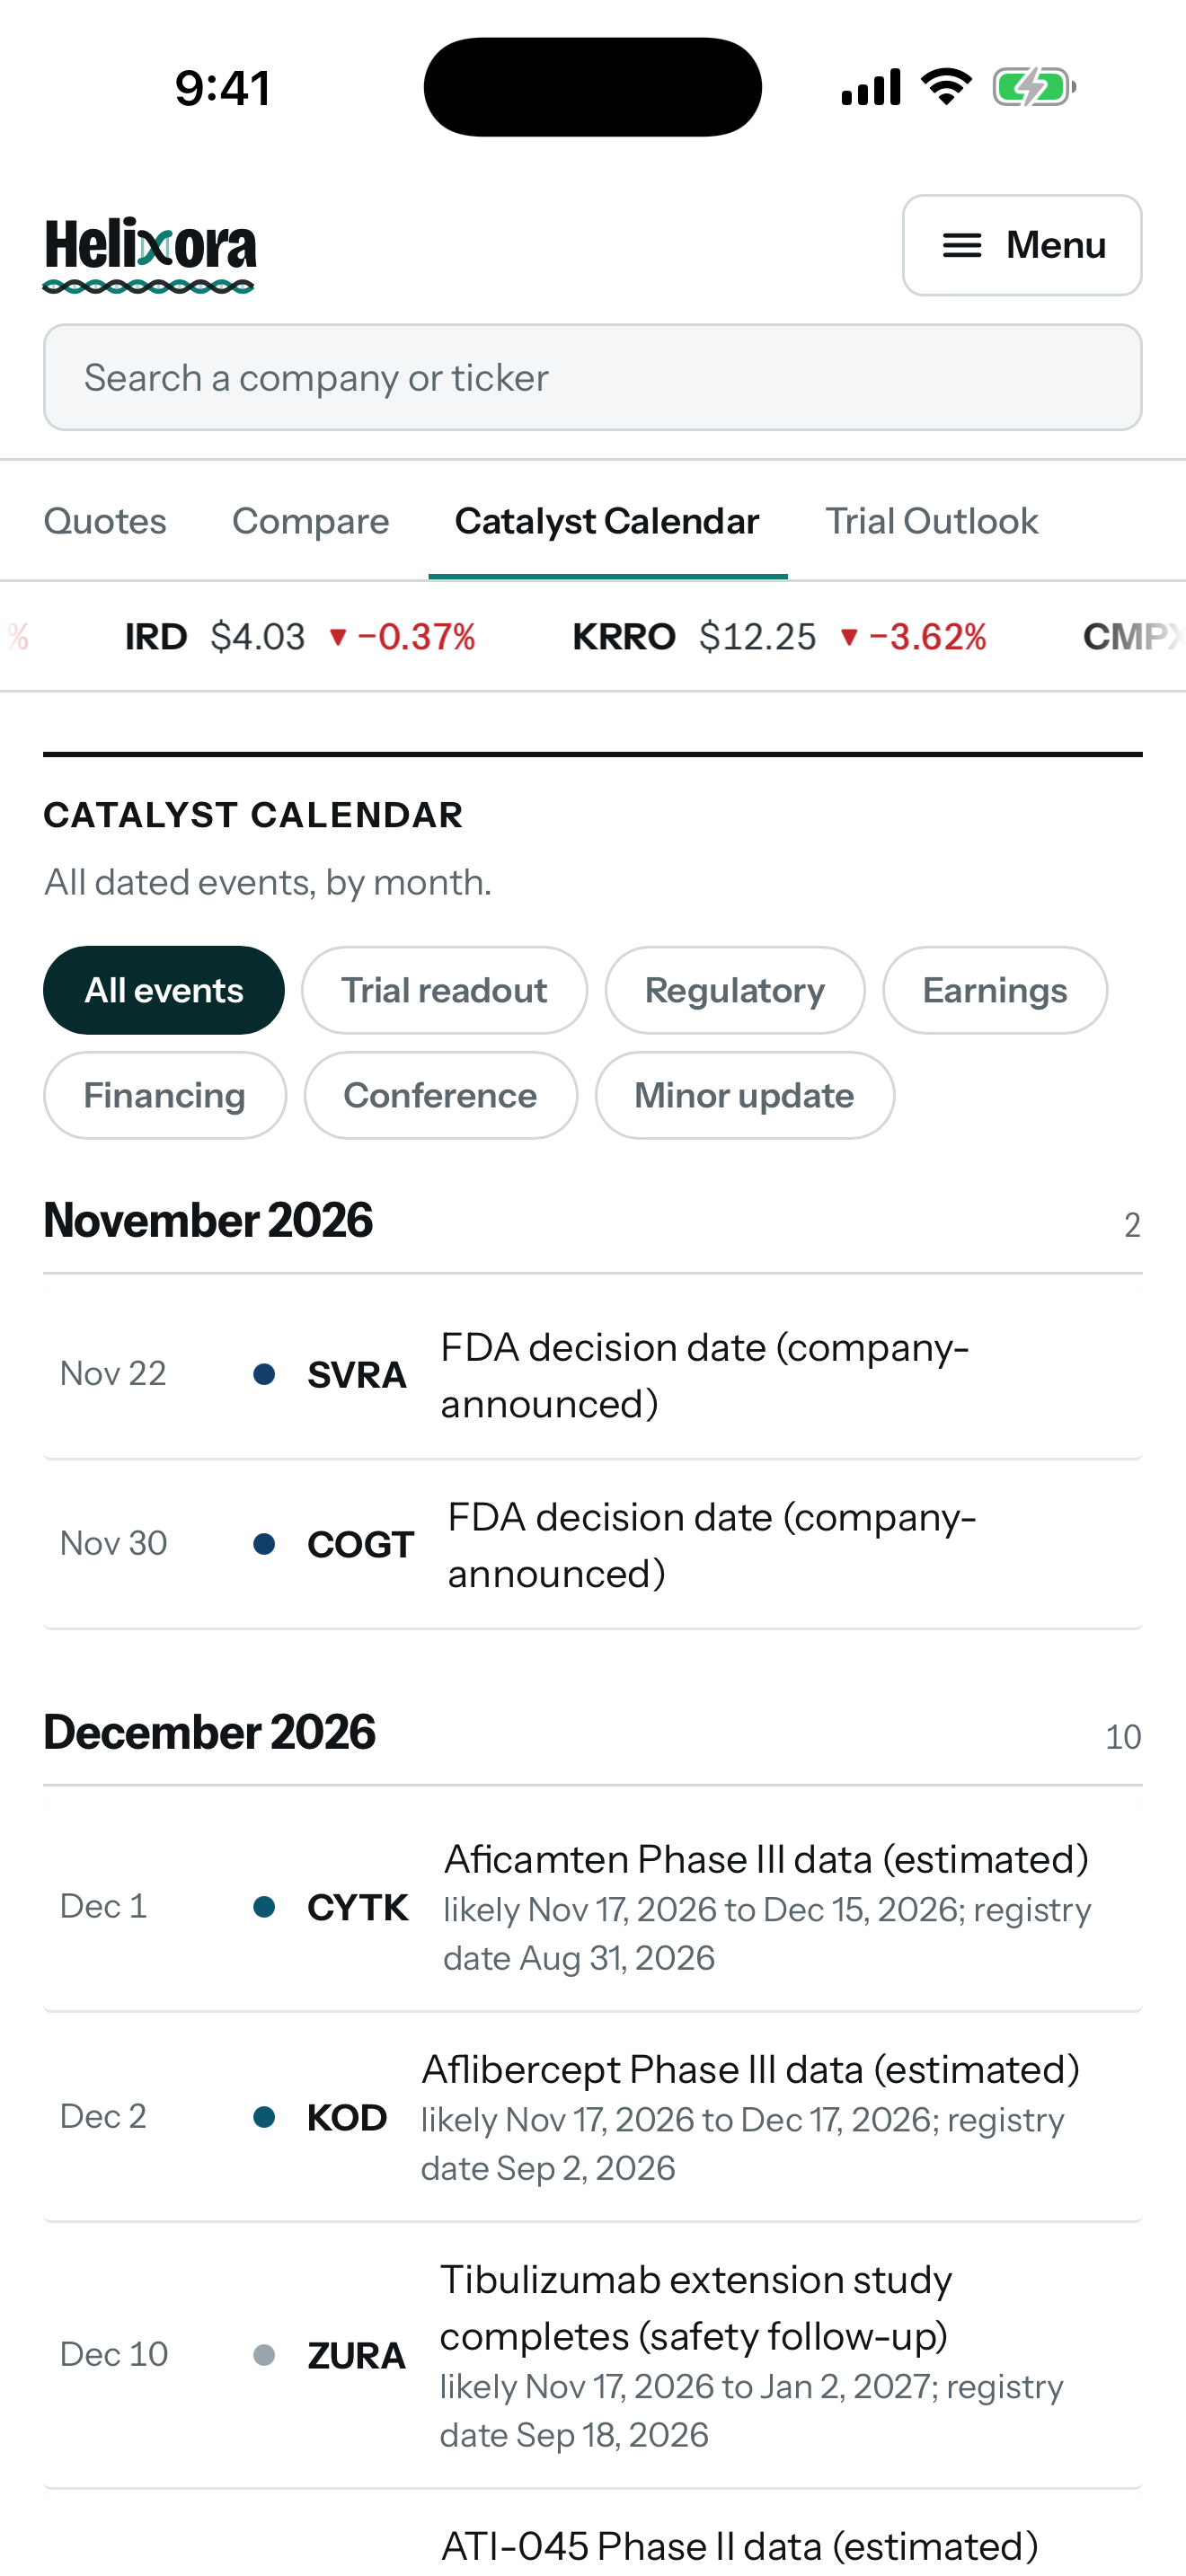 9:41
Helixora
Menu
Search a company or ticker
Quotes Compare Catalyst Calendar Trial Outlook
% IRD $4.03 ▼ −0.37% KRRO $12.25 ▼ −3.62% CMPX
CATALYST CALENDAR
All dated events, by month.
All events Trial readout Regulatory Earnings
Financing Conference Minor update
November 2026 2
Nov 22 SVRA FDA decision date (company-
announced)
Nov 30 COGT FDA decision date (company-
announced)
December 2026 10
Dec 1 CYTK Aficamten Phase III data (estimated)
likely Nov 17, 2026 to Dec 15, 2026; registry
date Aug 31, 2026
Dec 2 KOD Aflibercept Phase III data (estimated)
likely Nov 17, 2026 to Dec 17, 2026; registry
date Sep 2, 2026
Dec 10 ZURA Tibulizumab extension study
completes (safety follow-up)
likely Nov 17, 2026 to Jan 2, 2027; registry
date Sep 18, 2026
ATI-045 Phase II data (estimated)